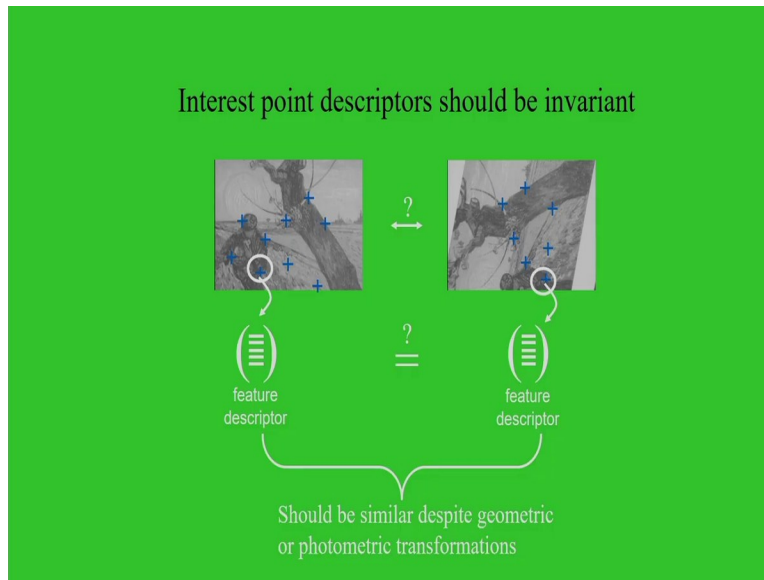 Interest point descriptors should be invariant
?
?
=
feature
descriptor
feature
descriptor
Should be similar despite geometric
or photometric transformations